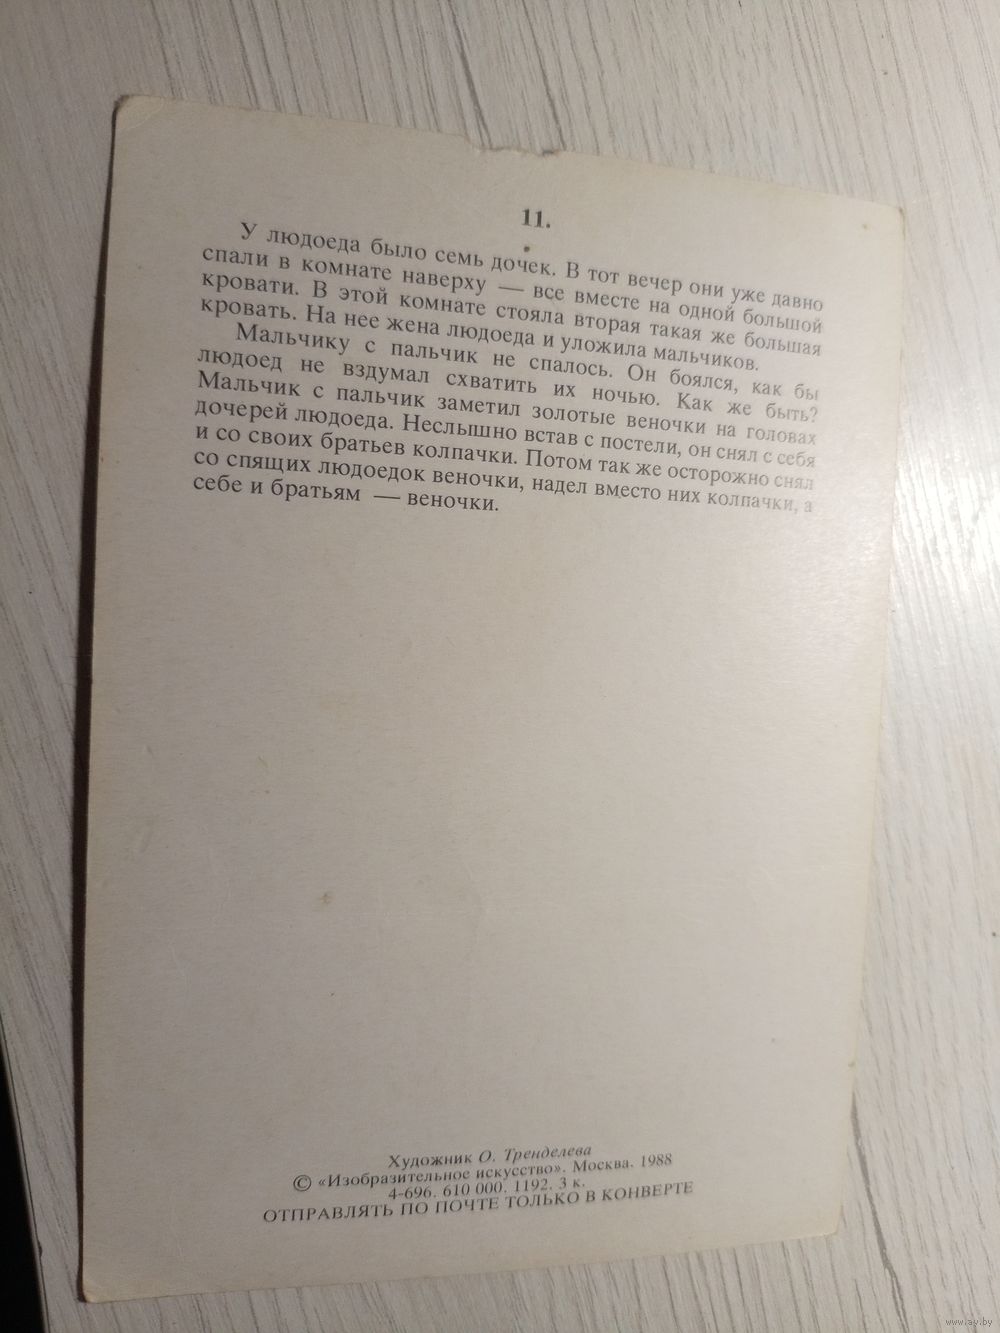 11.
У людоеда было семь дочек. В тот вечер они уже давно
спали в комнате наверху — все вместе на одной большой
кровати. В этой комнате стояла вторая такая же большая
кровать. На нее жена людоеда и уложила мальчиков.
Мальчику с пальчик не спалось. Он боялся, как бы
людоед не вздумал схватить их ночью. Как же быть?
Мальчик с пальчик заметил золотые веночки на головах
дочерей людоеда. Неслышно встав с постели, он снял с себя
и со своих братьев колпачки. Потом так же осторожно снял
со спящих людоедок веночки, надел вместо них колпачки, а
себе и братьям — веночки.
Художник О. Тренделева
© «Изобразительное искусство». Москва. 1988
4-696. 610 000. 1192. 3 к.
ОТПРАВЛЯТЬ ПО ПОЧТЕ ТОЛЬКО В КОНВЕРТЕ
www.ay.by